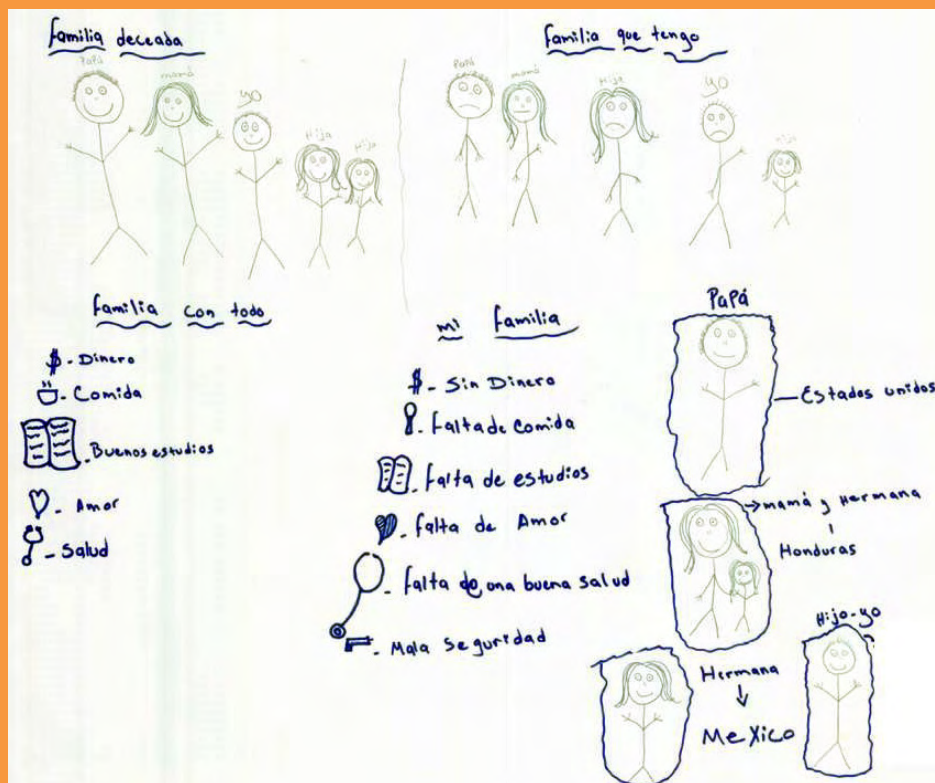 familia deceada
Papá
mamá
yo
Hija
Hija
familia que tengo
Papá
mamá
Hija
yo
Hija
familia con todo
$ - Dinero
- Comida
- Buenos estudios
- Amor
- Salud
mi familia
$ - Sin Dinero
- Falta de Comida
- falta de estudios
- falta de Amor
- falta de una buena salud
- Mala Seguridad
PaPá
Estados unidos
mamá y Hermana
Honduras
Hijo-yo
Hermana
MeXico